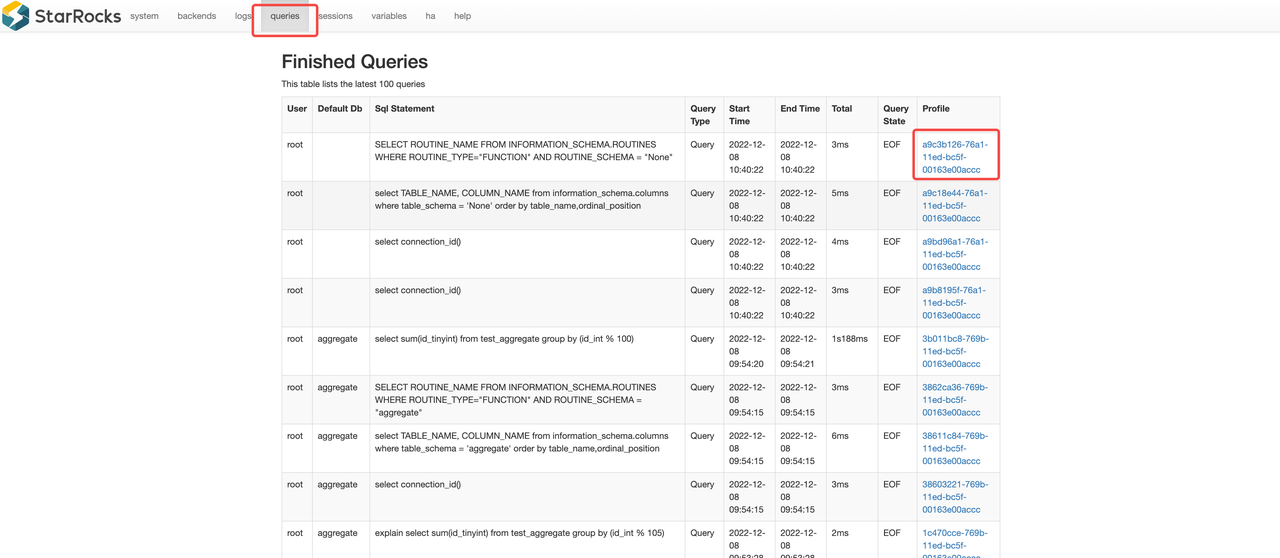 StarRocks system backends logs queries sessions variables ha help
Finished Queries
This table lists the latest 100 queries
User Default Db Sql Statement Query Type Start Time End Time Total Query State Profile
root SELECT ROUTINE_NAME FROM INFORMATION_SCHEMA.ROUTINES WHERE ROUTINE_TYPE="FUNCTION" AND ROUTINE_SCHEMA = "None" Query 2022-12-08 10:40:22 2022-12-08 10:40:22 3ms EOF a9c3b126-76a1-11ed-bc5f-00163e00accc
root select TABLE_NAME, COLUMN_NAME from information_schema.columns where table_schema = 'None' order by table_name,ordinal_position Query 2022-12-08 10:40:22 2022-12-08 10:40:22 5ms EOF a9c18e44-76a1-11ed-bc5f-00163e00accc
root select connection_id() Query 2022-12-08 10:40:22 2022-12-08 10:40:22 4ms EOF a9bd96a1-76a1-11ed-bc5f-00163e00accc
root select connection_id() Query 2022-12-08 10:40:22 2022-12-08 10:40:22 3ms EOF a9b8195f-76a1-11ed-bc5f-00163e00accc
root aggregate select sum(id_tinyint) from test_aggregate group by (id_int % 100) Query 2022-12-08 09:54:20 2022-12-08 09:54:21 1s188ms EOF 3b011bc8-769b-11ed-bc5f-00163e00accc
root aggregate SELECT ROUTINE_NAME FROM INFORMATION_SCHEMA.ROUTINES WHERE ROUTINE_TYPE="FUNCTION" AND ROUTINE_SCHEMA = "aggregate" Query 2022-12-08 09:54:15 2022-12-08 09:54:15 3ms EOF 3862ca36-769b-11ed-bc5f-00163e00accc
root aggregate select TABLE_NAME, COLUMN_NAME from information_schema.columns where table_schema = 'aggregate' order by table_name,ordinal_position Query 2022-12-08 09:54:15 2022-12-08 09:54:15 6ms EOF 38611c84-769b-11ed-bc5f-00163e00accc
root aggregate select connection_id() Query 2022-12-08 09:54:15 2022-12-08 09:54:15 3ms EOF 38603221-769b-11ed-bc5f-00163e00accc
root aggregate explain select sum(id_tinyint) from test_aggregate group by (id_int % 105) Query 2022-12-08 2022-12-08 2ms EOF 1c470cce-769b-11ed-bc5f-